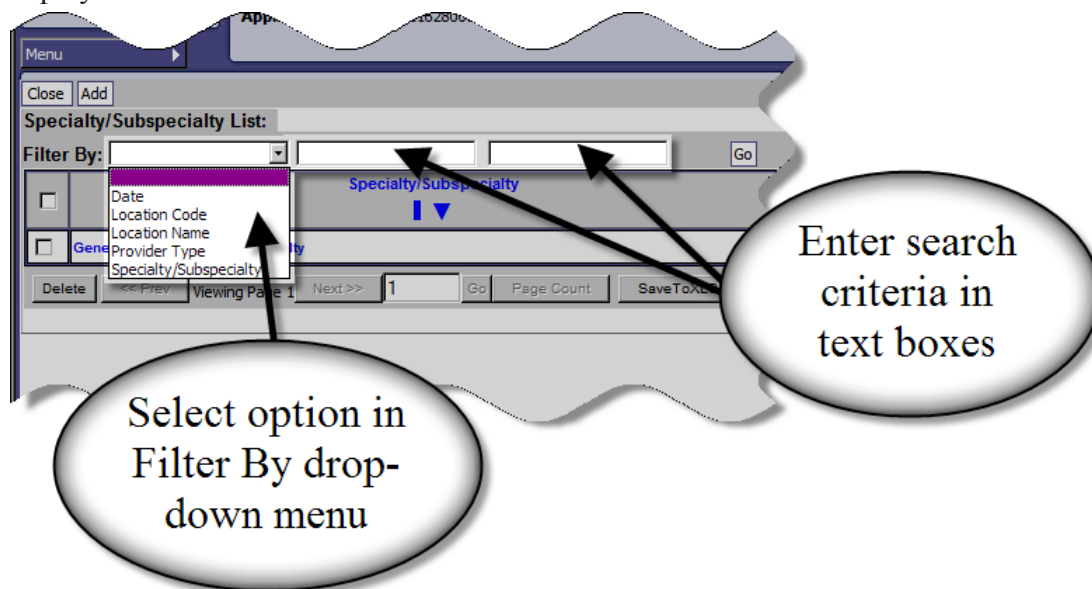 Menu
Close Add
Specialty/Subspecialty List:
Filter By: Go
Specialty/Subspecialty
Date
Location Code
Location Name
Provider Type
Specialty/Subspecialty
Delete << Prev Viewing Page 1 Next >> 1 Go Page Count
Enter search
criteria in
text boxes
Select option in
Filter By drop-
down menu